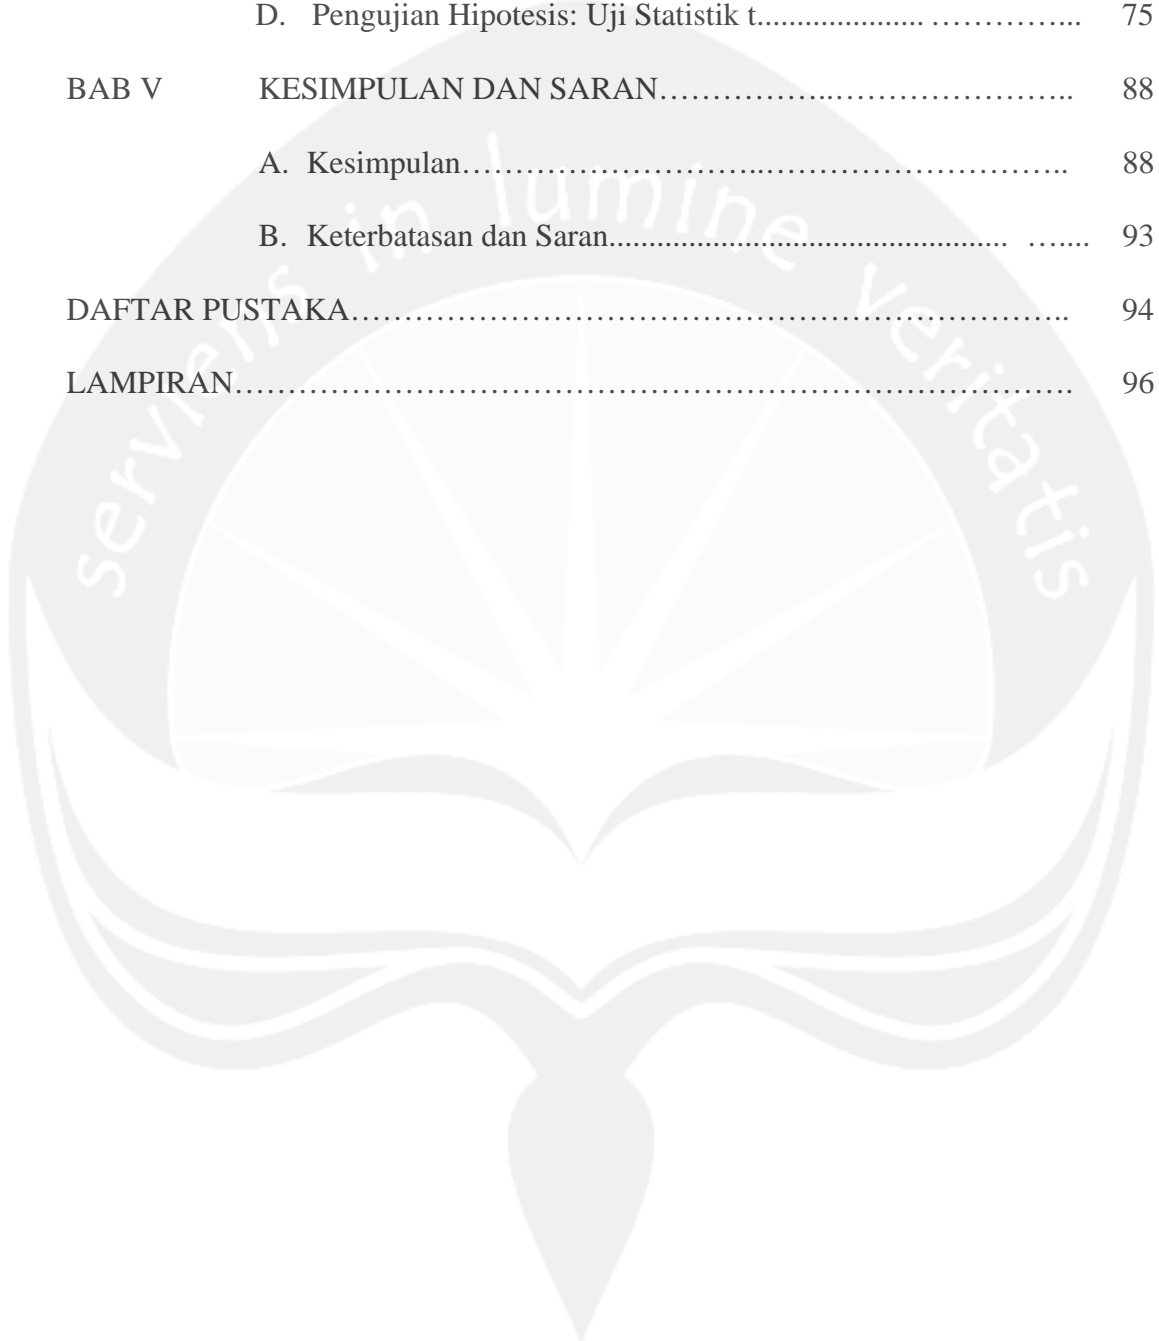 D. Pengujian Hipotesis: Uji Statistik t..................... …………... 75
BAB V KESIMPULAN DAN SARAN……………..………………….. 88
A. Kesimpulan………………………..……………………….. 88
B. Keterbatasan dan Saran.................................................. ….... 93
DAFTAR PUSTAKA……………………………………………………….. 94
LAMPIRAN…………………………………………………………………. 96
serviens in lumine veritatis